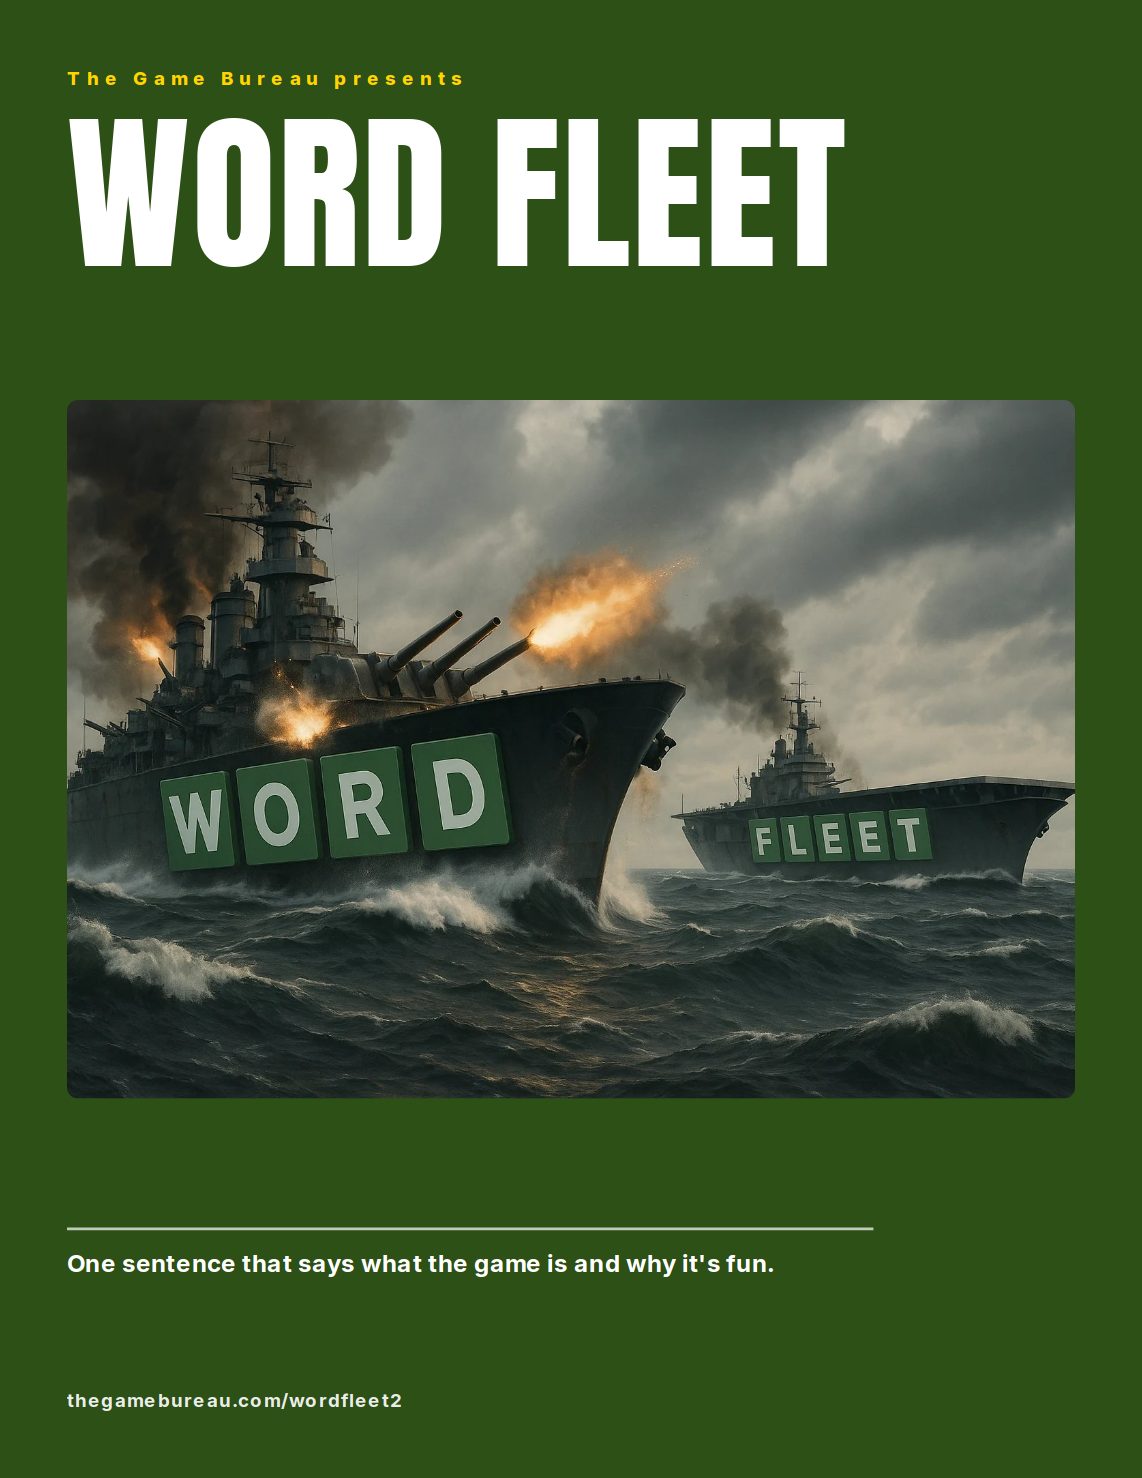 The Game Bureau presents
WORD FLEET
WORD
FLEET
One sentence that says what the game is and why it's fun.
thegamebureau.com/wordfleet2